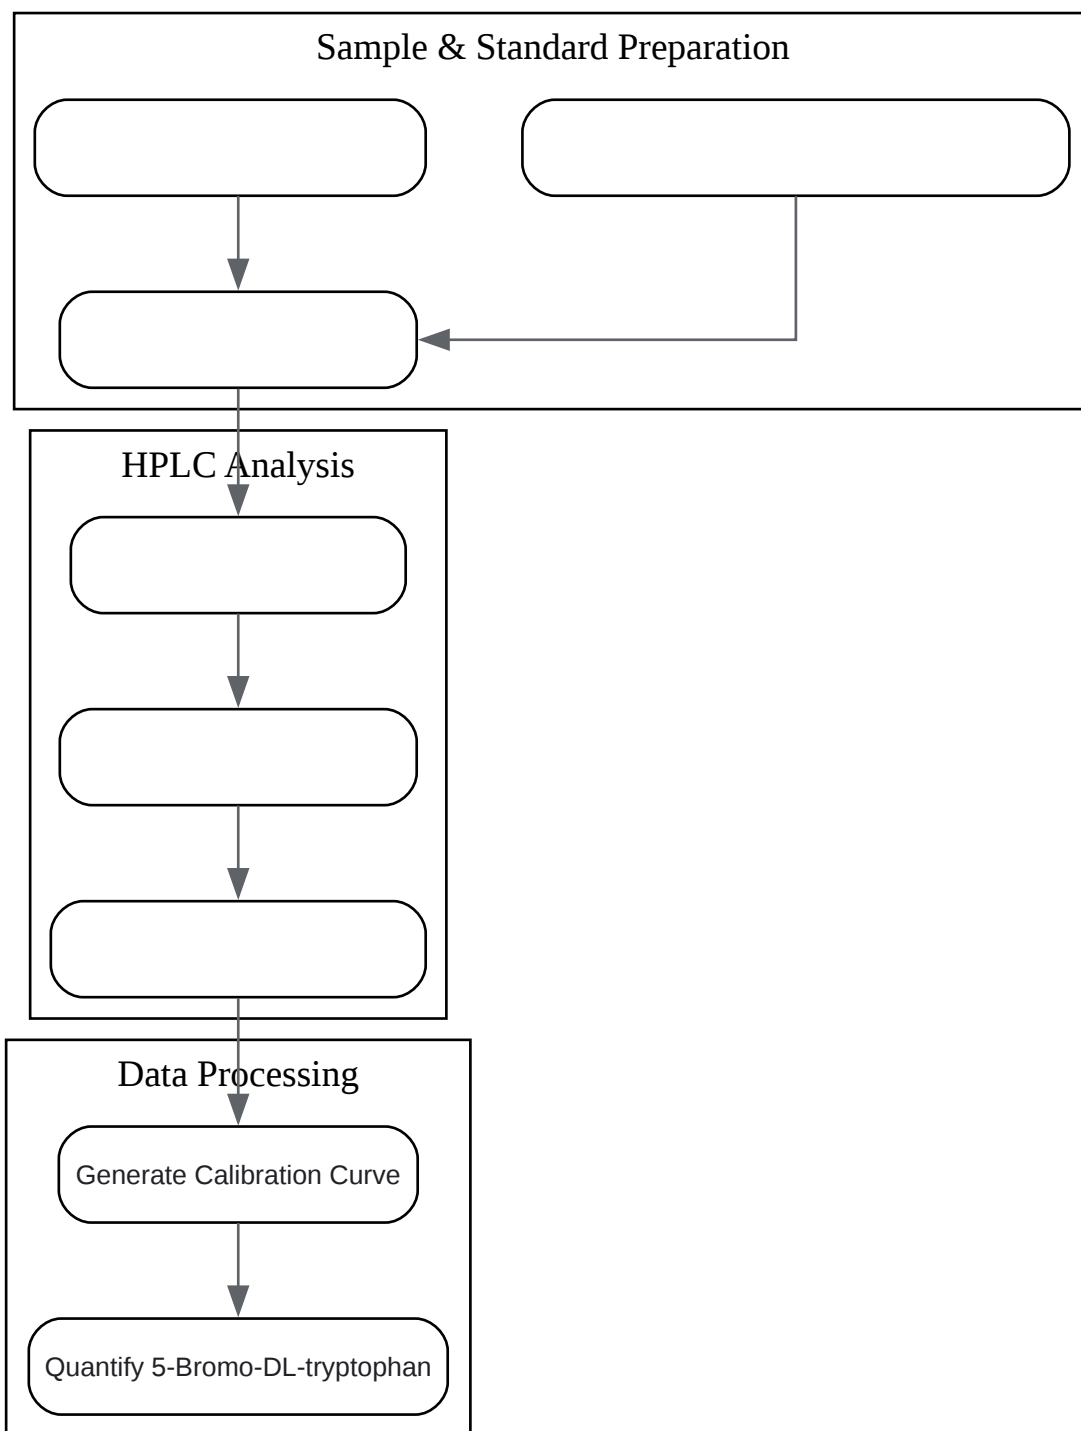 Sample & Standard Preparation
HPLC Analysis
Data Processing
Generate Calibration Curve
Quantify 5-Bromo-DL-tryptophan